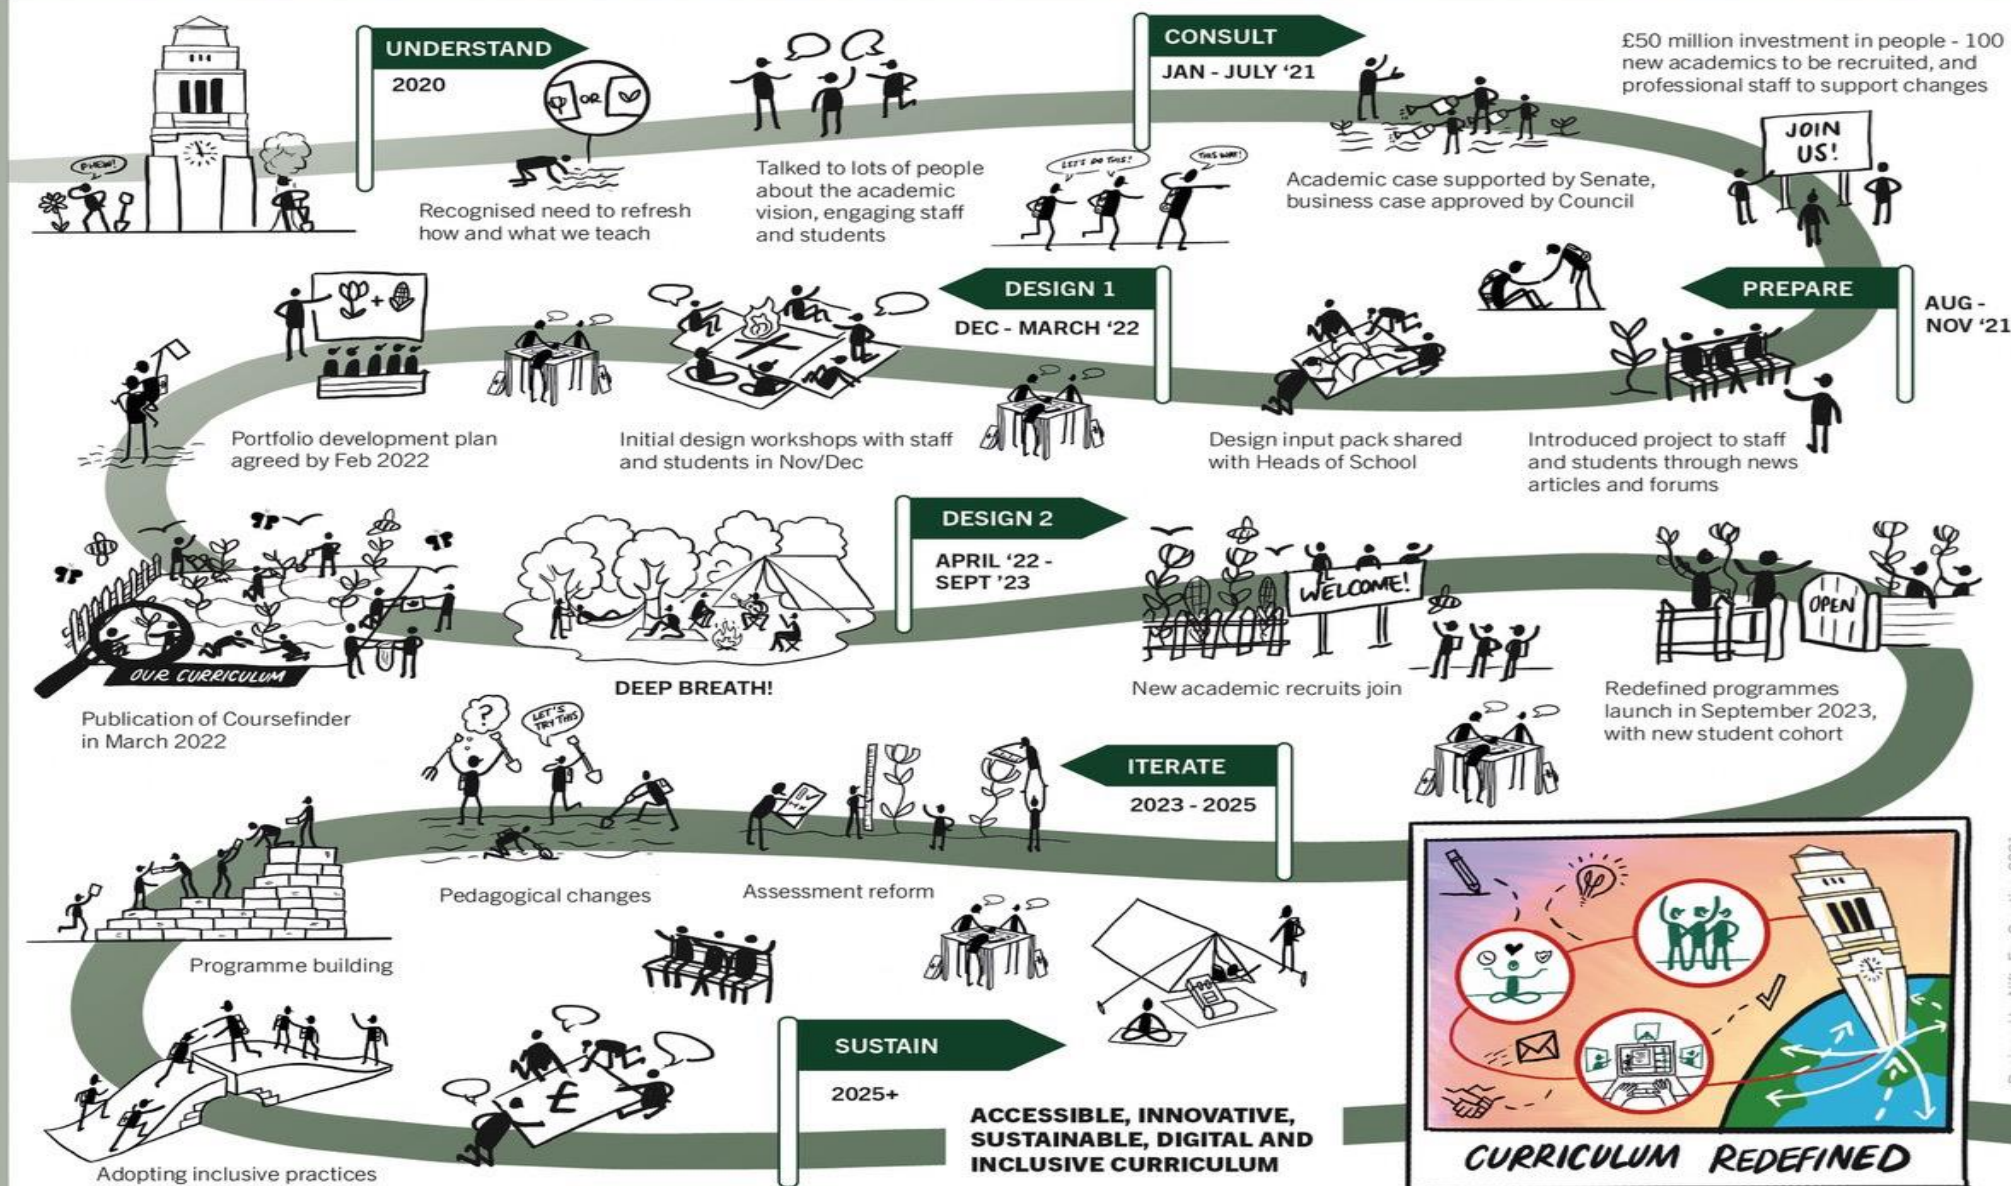 UNDERSTAND
2020
PHEW!
OR
Recognised need to refresh
how and what we teach
Talked to lots of people
about the academic
vision, engaging staff
and students
LET'S DO THIS!
THIS WAY!
CONSULT
JAN - JULY ‘21
Academic case supported by Senate,
business case approved by Council
£50 million investment in people - 100
new academics to be recruited, and
professional staff to support changes
JOIN
US!
PREPARE
AUG -
NOV ‘21
Introduced project to staff
and students through news
articles and forums
Design input pack shared
with Heads of School
DESIGN 1
DEC - MARCH ‘22
Initial design workshops with staff
and students in Nov/Dec
Portfolio development plan
agreed by Feb 2022
OUR CURRICULUM
Publication of Coursefinder
in March 2022
DEEP BREATH!
DESIGN 2
APRIL ‘22 -
SEPT ‘23
WELCOME!
New academic recruits join
OPEN
Redefined programmes
launch in September 2023,
with new student cohort
ITERATE
2023 - 2025
Assessment reform
?
LET'S
TRY THIS
Pedagogical changes
Programme building
Adopting inclusive practices
£
SUSTAIN
2025+
ACCESSIBLE, INNOVATIVE,
SUSTAINABLE, DIGITAL AND
INCLUSIVE CURRICULUM
CURRICULUM REDEFINED